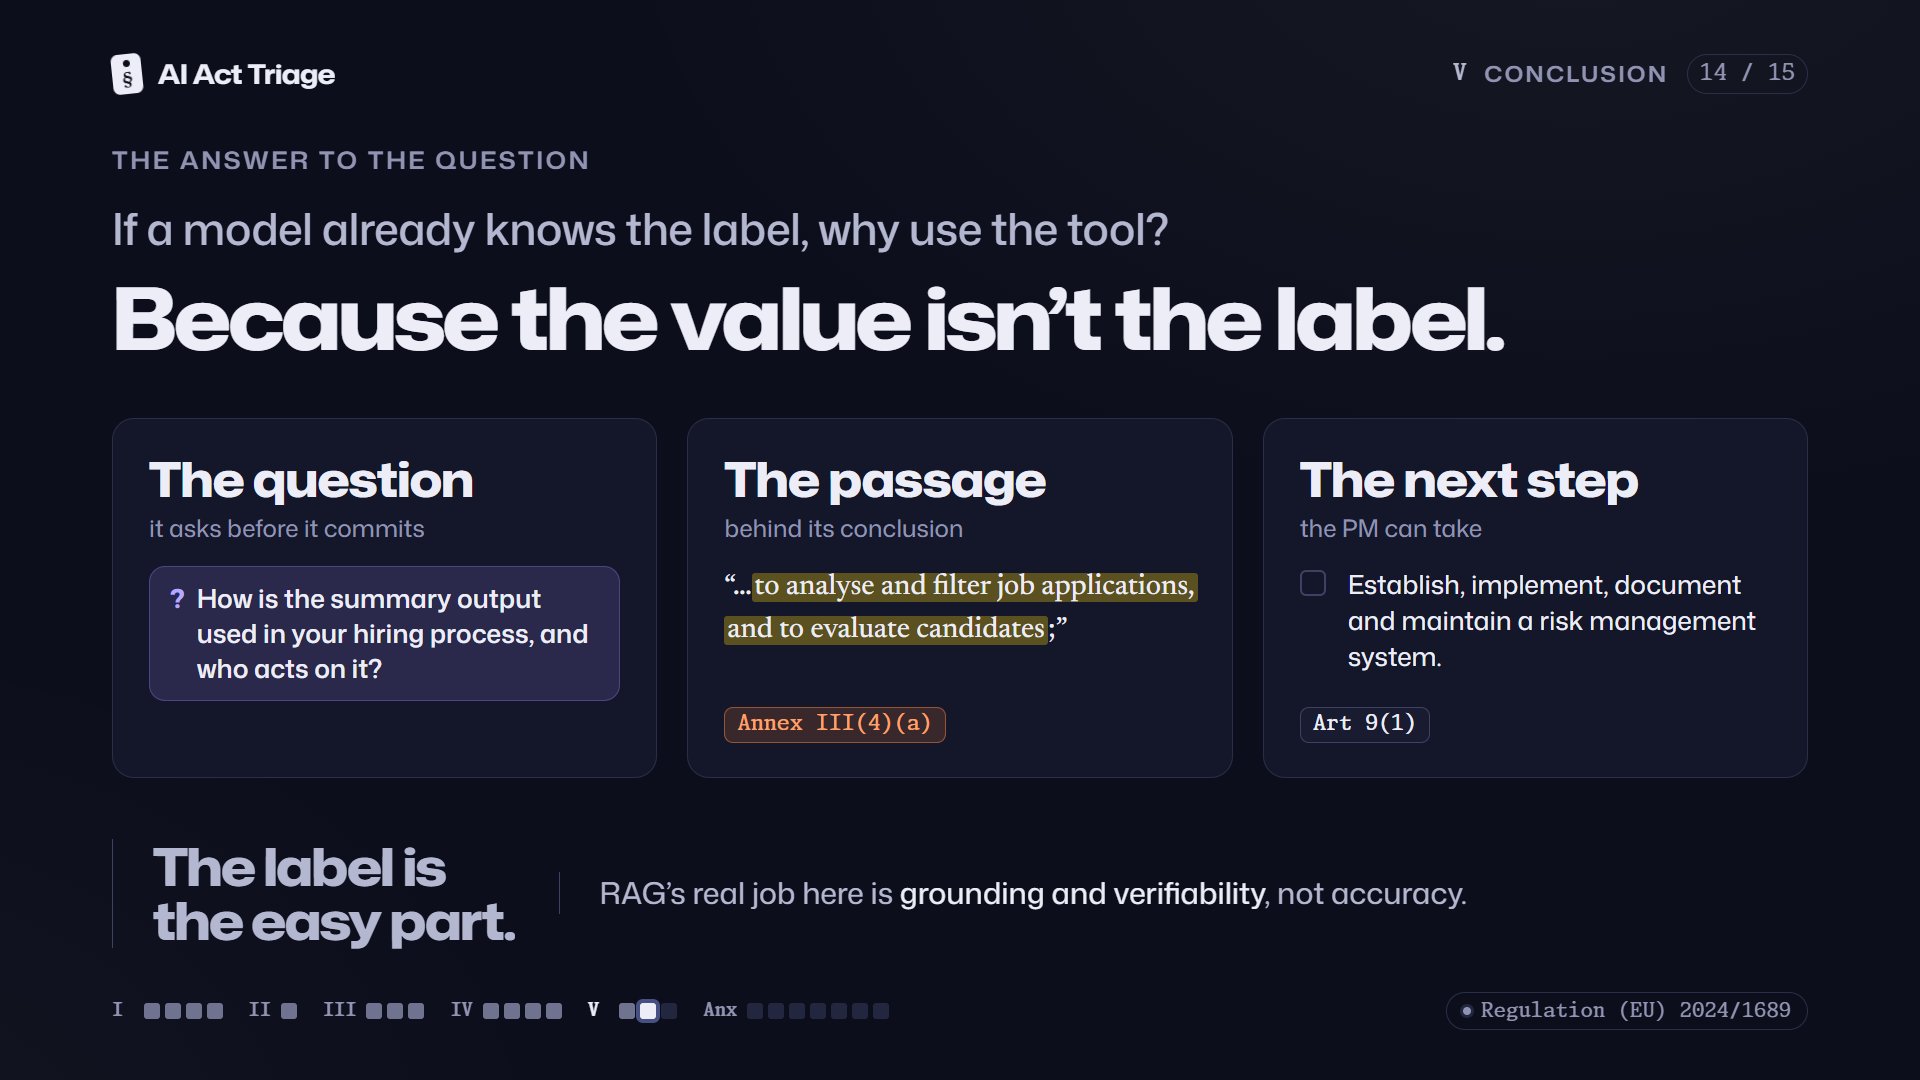 § AI Act Triage
V CONCLUSION 14 / 15
THE ANSWER TO THE QUESTION
If a model already knows the label, why use the tool?
Because the value isn’t the label.
The question
it asks before it commits
? How is the summary output
used in your hiring process, and
who acts on it?
The passage
behind its conclusion
“…to analyse and filter job applications,
and to evaluate candidates;”
Annex III(4)(a)
The next step
the PM can take
Establish, implement, document
and maintain a risk management
system.
Art 9(1)
The label is
the easy part.
RAG’s real job here is grounding and verifiability, not accuracy.
I II III IV V Anx
Regulation (EU) 2024/1689